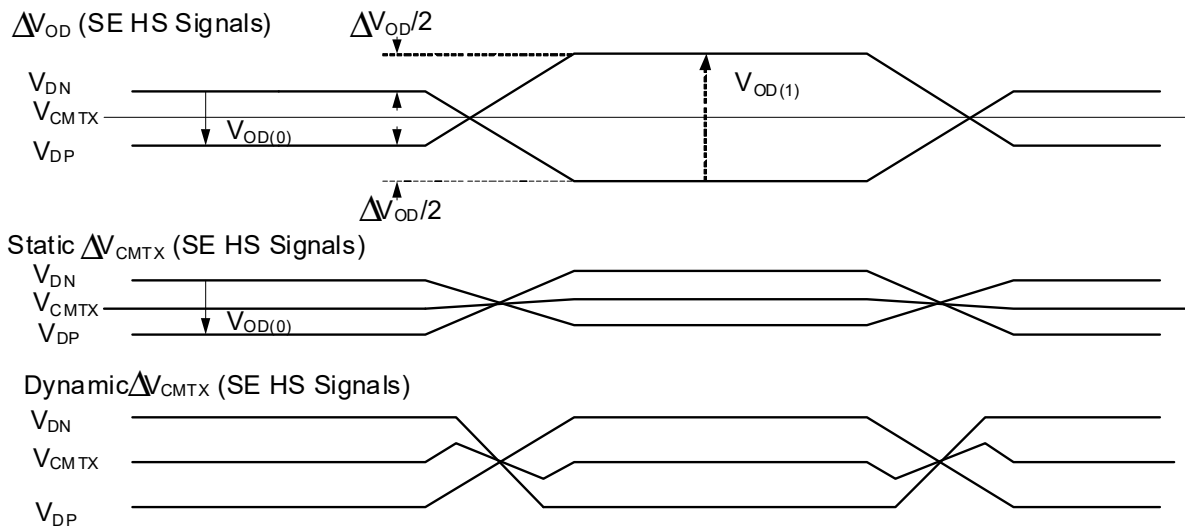 ΔV_OD (SE HS Signals)
ΔV_OD/2
V_DN
V_CMTX
V_OD(0)
V_DP
V_OD(1)
ΔV_OD/2
Static ΔV_CMTX (SE HS Signals)
V_DN
V_CMTX
V_OD(0)
V_DP
Dynamic ΔV_CMTX (SE HS Signals)
V_DN
V_CMTX
V_DP